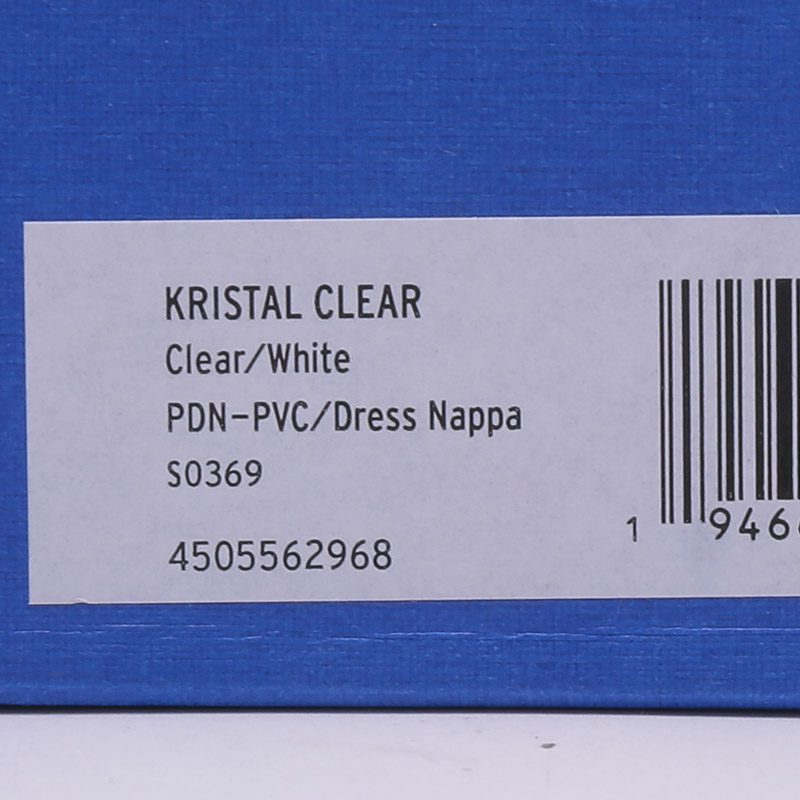 KRISTAL CLEAR
Clear/White
PDN-PVC/Dress Nappa
S0369
4505562968
1 946